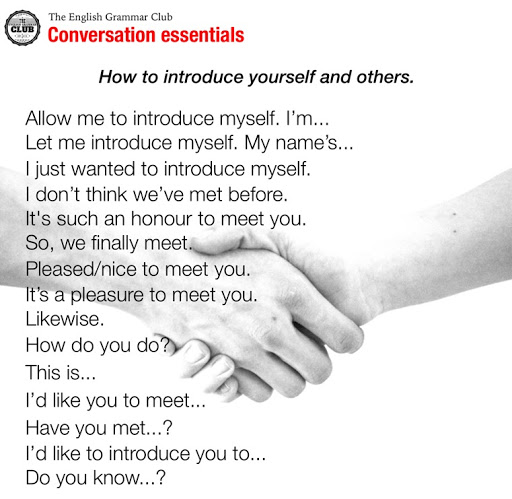 CLUB
The English Grammar Club
Conversation essentials
How to introduce yourself and others.
Allow me to introduce myself. I'm...
Let me introduce myself. My name's...
I just wanted to introduce myself.
I don't think we've met before.
It's such an honour to meet you.
So, we finally meet.
Pleased/nice to meet you.
It's a pleasure to meet you.
Likewise.
How do you do?
This is...
I'd like you to meet...
Have you met...?
I'd like to introduce you to...
Do you know...?